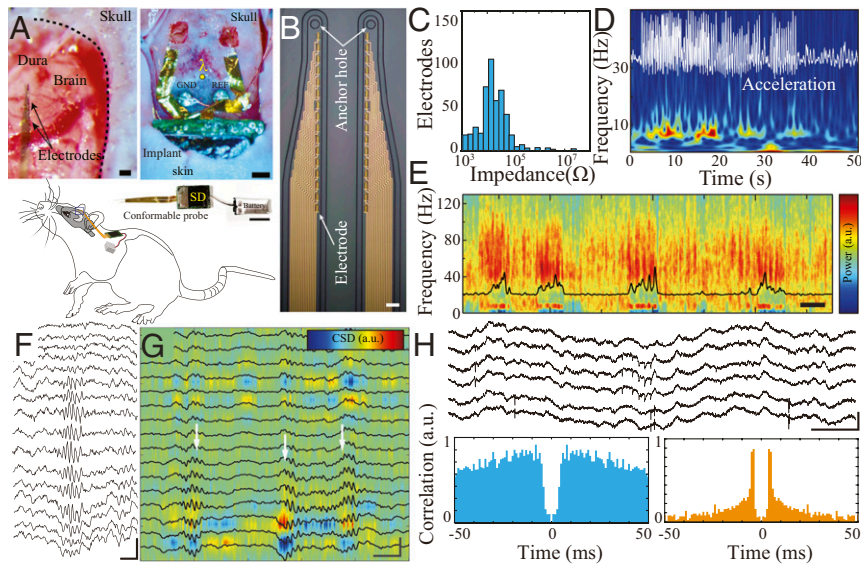 A
Skull
Dura
Brain
Electrodes
Skull
λ
GND
REF
Implant
skin
SD
Battery
Conformable probe
B
Anchor hole
Electrode
C
Electrodes
150
100
50
0
10³
10⁵
10⁷
Impedance(Ω)
D
Frequency (Hz)
30
10
Acceleration
0
10
20
30
40
50
Time (s)
E
Frequency (Hz)
120
80
40
0
Power (a.u.)
F
G
CSD (a.u.)
H
Correlation (a.u.)
1
0
-50
0
50
Time (ms)
1
0
-50
0
50
Time (ms)